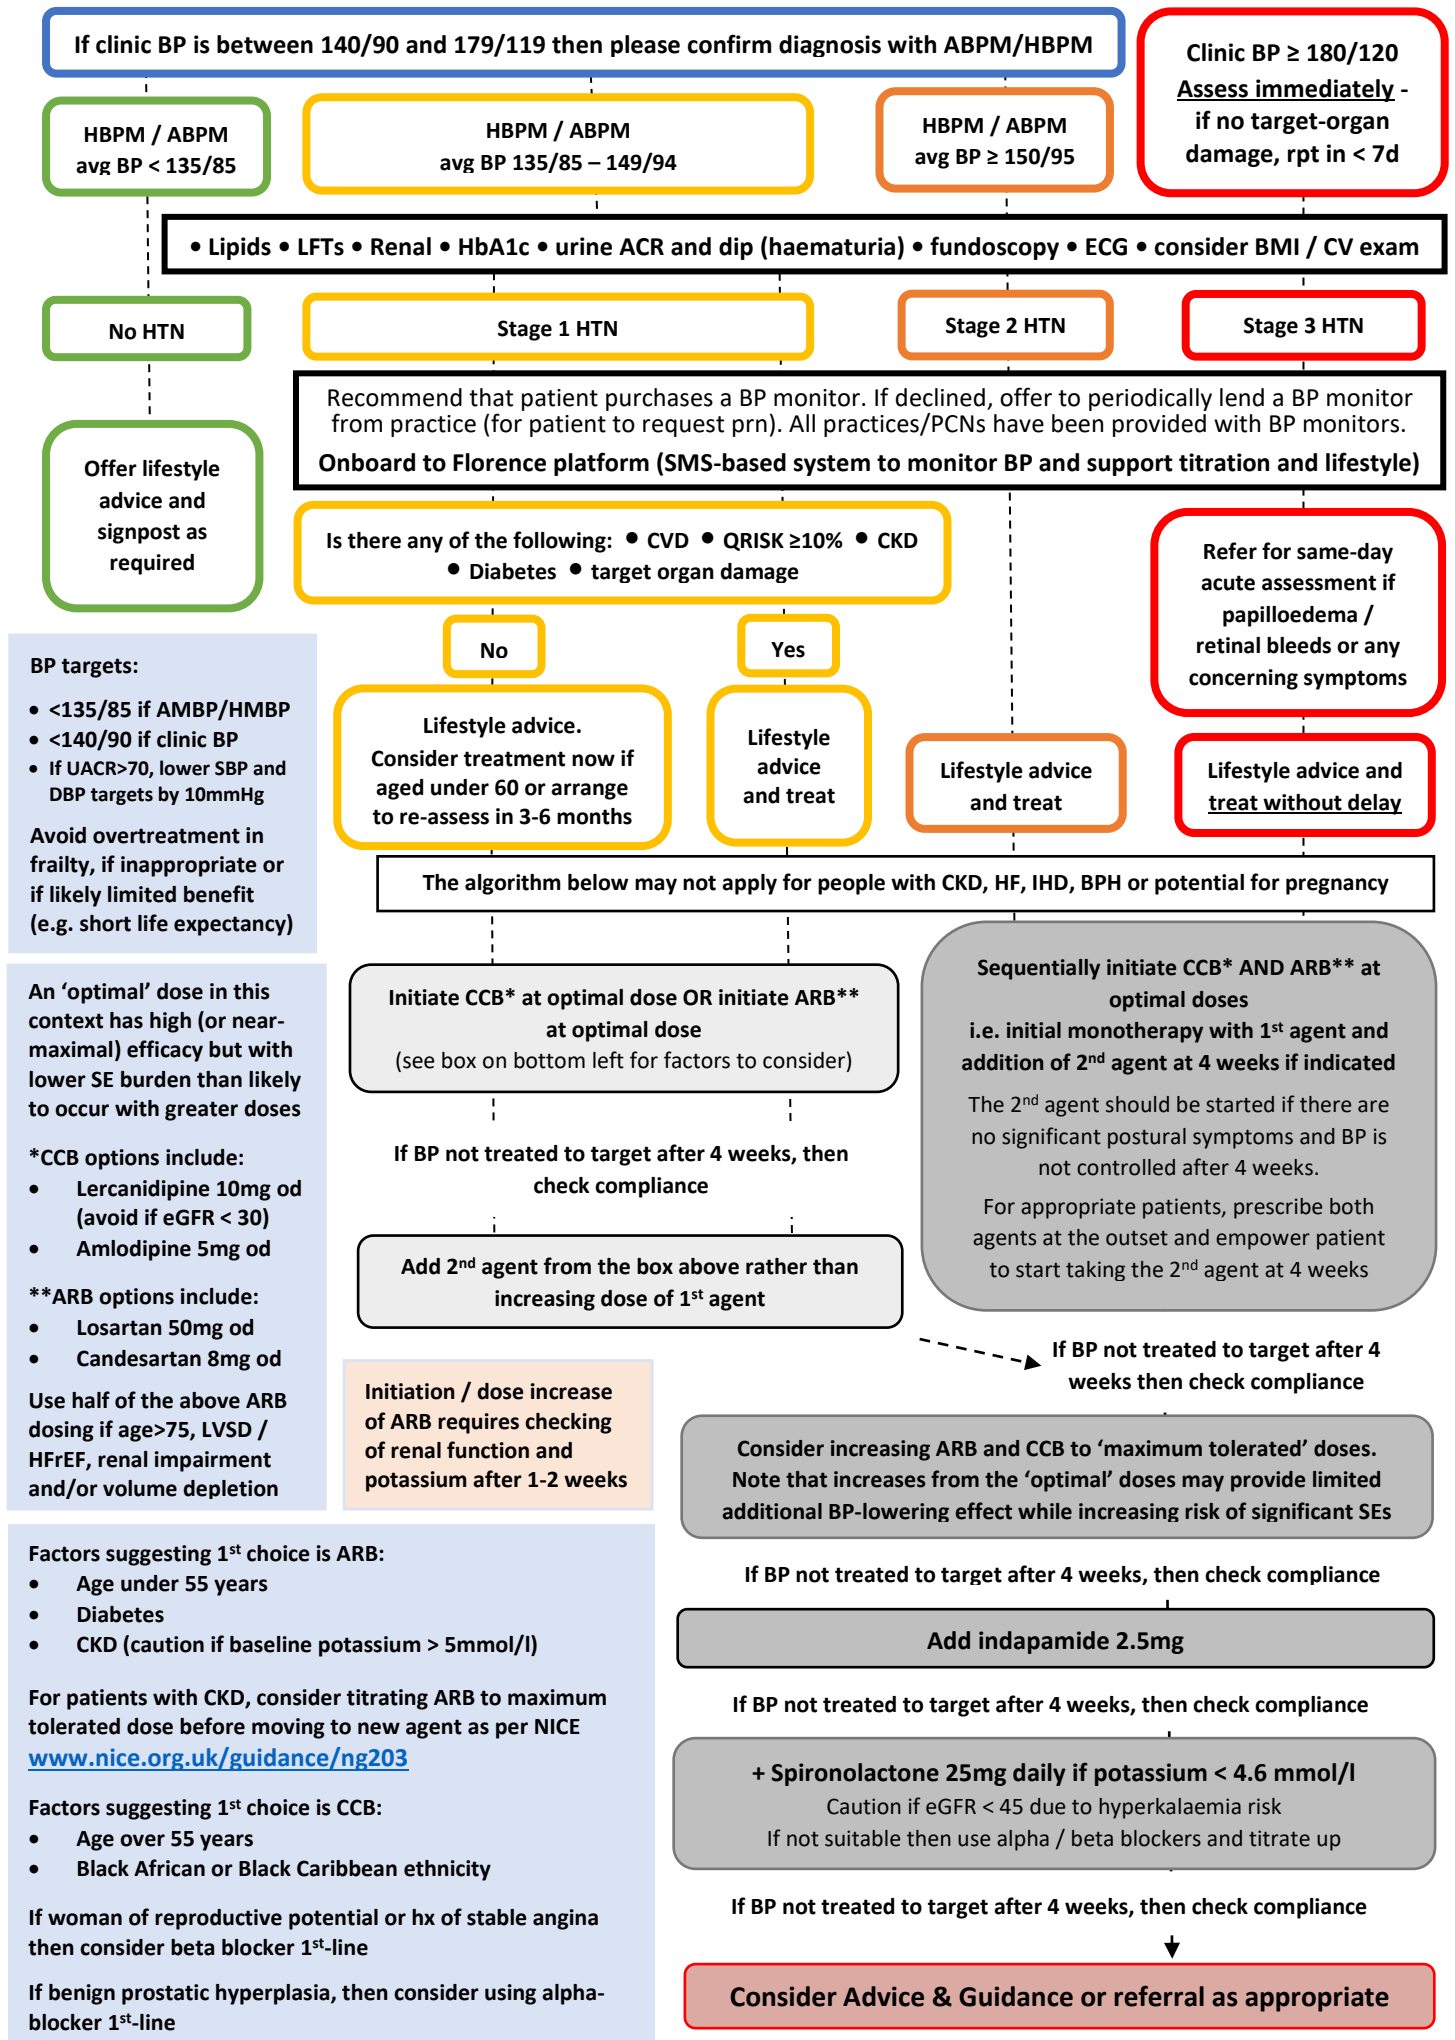 If clinic BP is between 140/90 and 179/119 then please confirm diagnosis with ABPM/HBPM
Clinic BP ≥ 180/120
Assess immediately -
if no target-organ
damage, rpt in < 7d
HBPM / ABPM
avg BP < 135/85
HBPM / ABPM
avg BP 135/85 – 149/94
HBPM / ABPM
avg BP ≥ 150/95
• Lipids • LFTs • Renal • HbA1c • urine ACR and dip (haematuria) • fundoscopy • ECG • consider BMI / CV exam
No HTN
Stage 1 HTN
Stage 2 HTN
Stage 3 HTN
Recommend that patient purchases a BP monitor. If declined, offer to periodically lend a BP monitor
from practice (for patient to request prn). All practices/PCNs have been provided with BP monitors.
Onboard to Florence platform (SMS-based system to monitor BP and support titration and lifestyle)
Offer lifestyle
advice and
signpost as
required
Is there any of the following: • CVD • QRISK ≥10% • CKD
• Diabetes • target organ damage
Refer for same-day
acute assessment if
papilloedema /
retinal bleeds or any
concerning symptoms
No
Yes
Lifestyle advice.
Consider treatment now if
aged under 60 or arrange
to re-assess in 3-6 months
Lifestyle
advice
and treat
Lifestyle advice
and treat
Lifestyle advice and
treat without delay
BP targets:
• <135/85 if AMBP/HMBP
• <140/90 if clinic BP
• If UACR>70, lower SBP and
DBP targets by 10mmHg
Avoid overtreatment in
frailty, if inappropriate or
if likely limited benefit
(e.g. short life expectancy)
The algorithm below may not apply for people with CKD, HF, IHD, BPH or potential for pregnancy
An ‘optimal’ dose in this
context has high (or near-
maximal) efficacy but with
lower SE burden than likely
to occur with greater doses
*CCB options include:
• Lercanidipine 10mg od
(avoid if eGFR < 30)
• Amlodipine 5mg od
**ARB options include:
• Losartan 50mg od
• Candesartan 8mg od
Use half of the above ARB
dosing if age>75, LVSD /
HFrEF, renal impairment
and/or volume depletion
Initiate CCB* at optimal dose OR initiate ARB**
at optimal dose
(see box on bottom left for factors to consider)
If BP not treated to target after 4 weeks, then
check compliance
Add 2nd agent from the box above rather than
increasing dose of 1st agent
Initiation / dose increase
of ARB requires checking
of renal function and
potassium after 1-2 weeks
Sequentially initiate CCB* AND ARB** at
optimal doses
i.e. initial monotherapy with 1st agent and
addition of 2nd agent at 4 weeks if indicated
The 2nd agent should be started if there are
no significant postural symptoms and BP is
not controlled after 4 weeks.
For appropriate patients, prescribe both
agents at the outset and empower patient
to start taking the 2nd agent at 4 weeks
If BP not treated to target after 4
weeks then check compliance
Consider increasing ARB and CCB to ‘maximum tolerated’ doses.
Note that increases from the ‘optimal’ doses may provide limited
additional BP-lowering effect while increasing risk of significant SEs
If BP not treated to target after 4 weeks, then check compliance
Add indapamide 2.5mg
If BP not treated to target after 4 weeks, then check compliance
+ Spironolactone 25mg daily if potassium < 4.6 mmol/l
Caution if eGFR < 45 due to hyperkalaemia risk
If not suitable then use alpha / beta blockers and titrate up
If BP not treated to target after 4 weeks, then check compliance
Consider Advice & Guidance or referral as appropriate
Factors suggesting 1st choice is ARB:
• Age under 55 years
• Diabetes
• CKD (caution if baseline potassium > 5mmol/l)
For patients with CKD, consider titrating ARB to maximum
tolerated dose before moving to new agent as per NICE
www.nice.org.uk/guidance/ng203
Factors suggesting 1st choice is CCB:
• Age over 55 years
• Black African or Black Caribbean ethnicity
If woman of reproductive potential or hx of stable angina
then consider beta blocker 1st-line
If benign prostatic hyperplasia, then consider using alpha-
blocker 1st-line